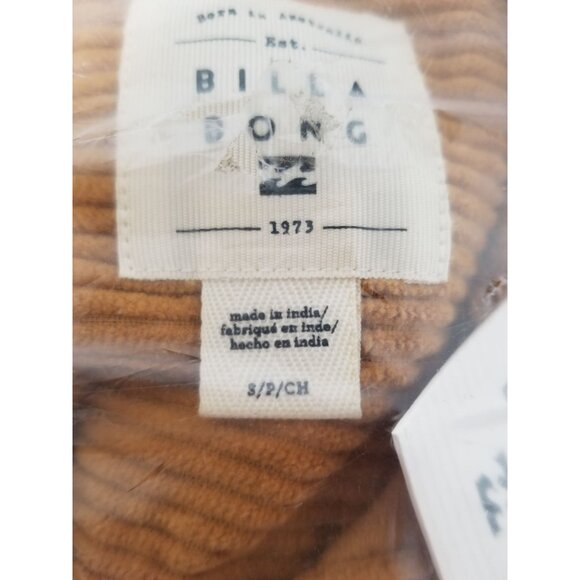 Born in Australia
Est.
BILLA
BONG
1973
made in india/
fabriqué en inde/
hecho en india
S/P/CH